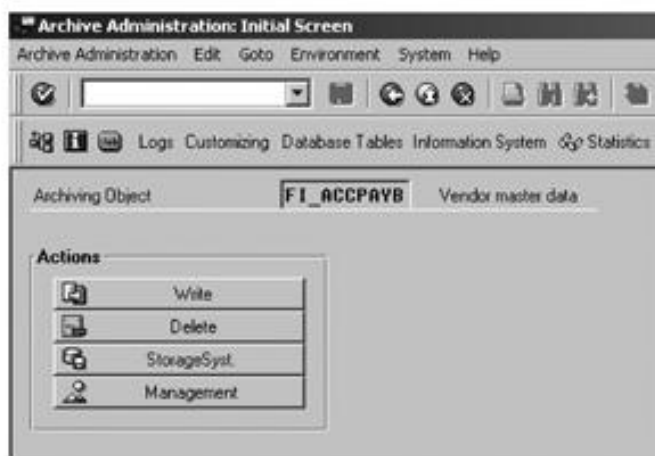 Archive Administration: Initial Screen
Archive Administration Edit Goto Environment System Help
Logs Customizing Database Tables Information System Statistics
Archiving Object FI_ACCPAYB Vendor master data
Actions
Write
Delete
StorageSyst.
Management